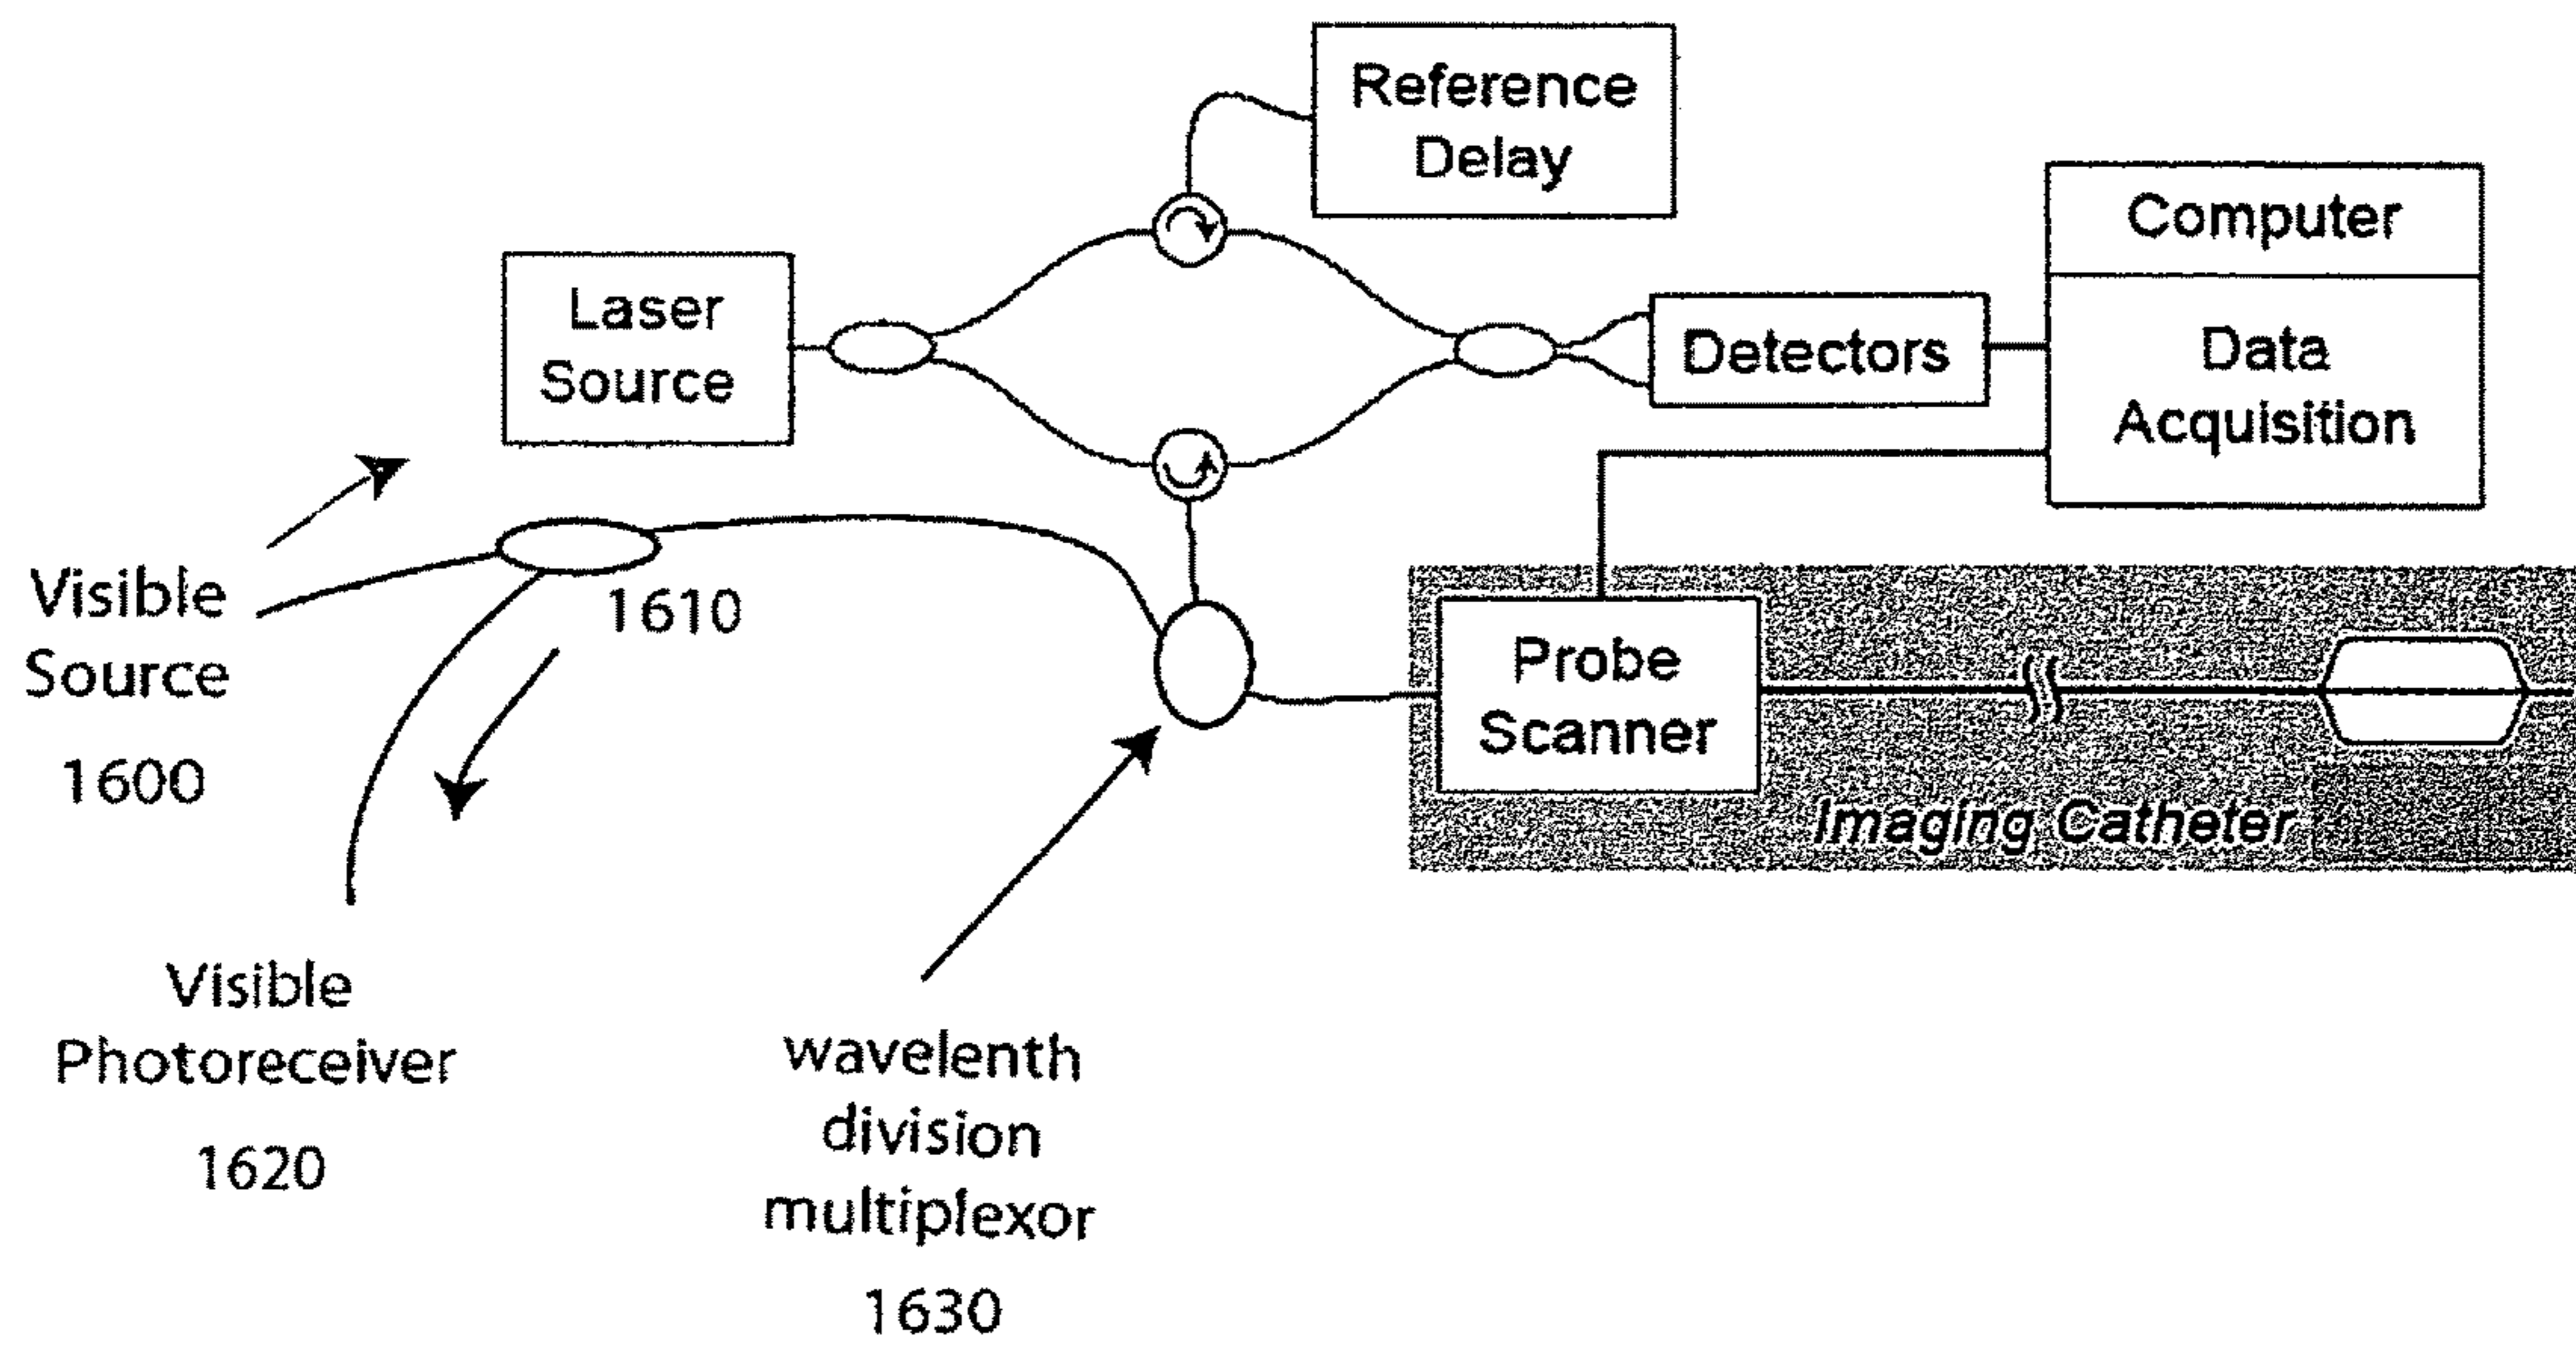 Reference
Delay
Computer
Data
Acquisition
Laser
Source
Detectors
Visible
Source
1600
1610
Probe
Scanner
Imaging Catheter
Visible
Photoreceiver
1620
wavelenth
division
multiplexor
1630